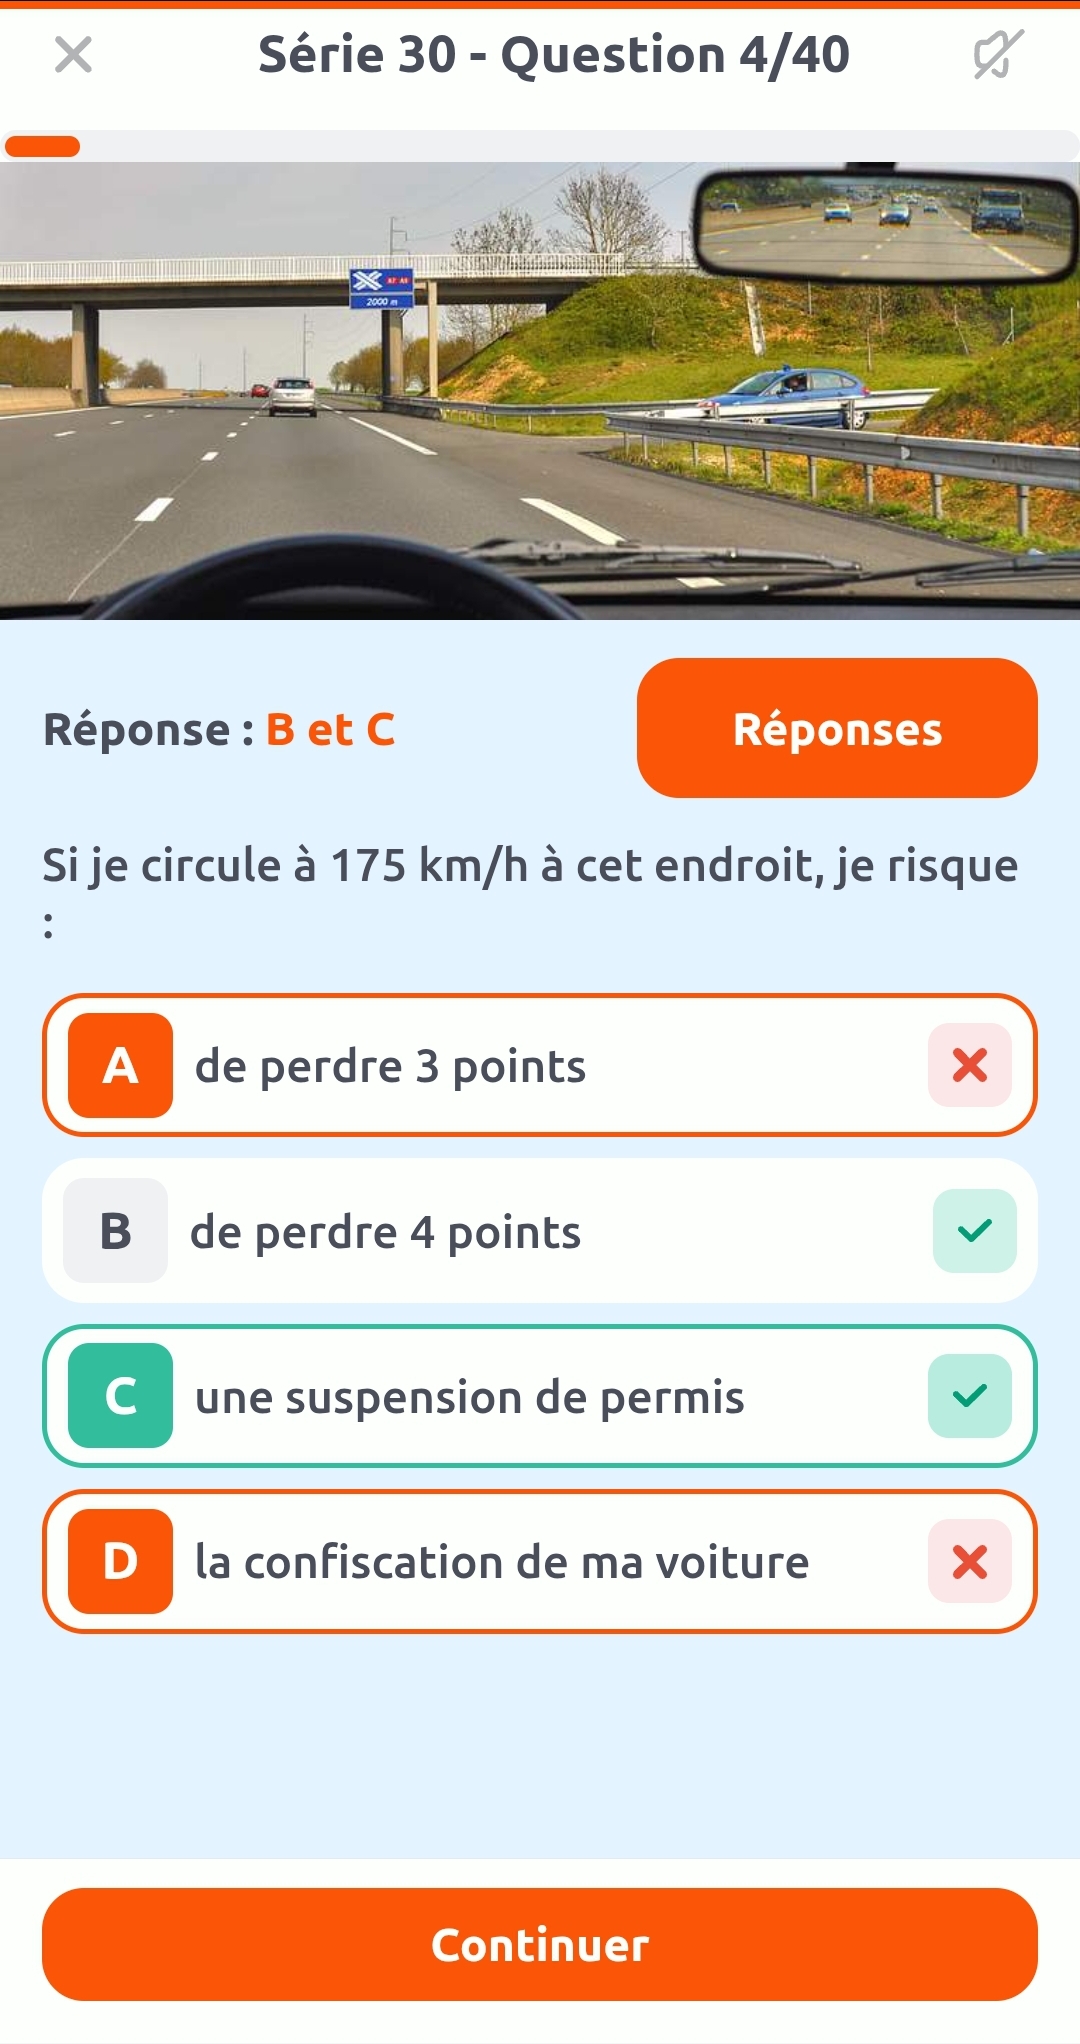 Série 30 - Question 4/40
2000 m
Réponse : B et C
Réponses
Si je circule à 175 km/h à cet endroit, je risque
:
A de perdre 3 points
B de perdre 4 points
C une suspension de permis
D la confiscation de ma voiture
Continuer